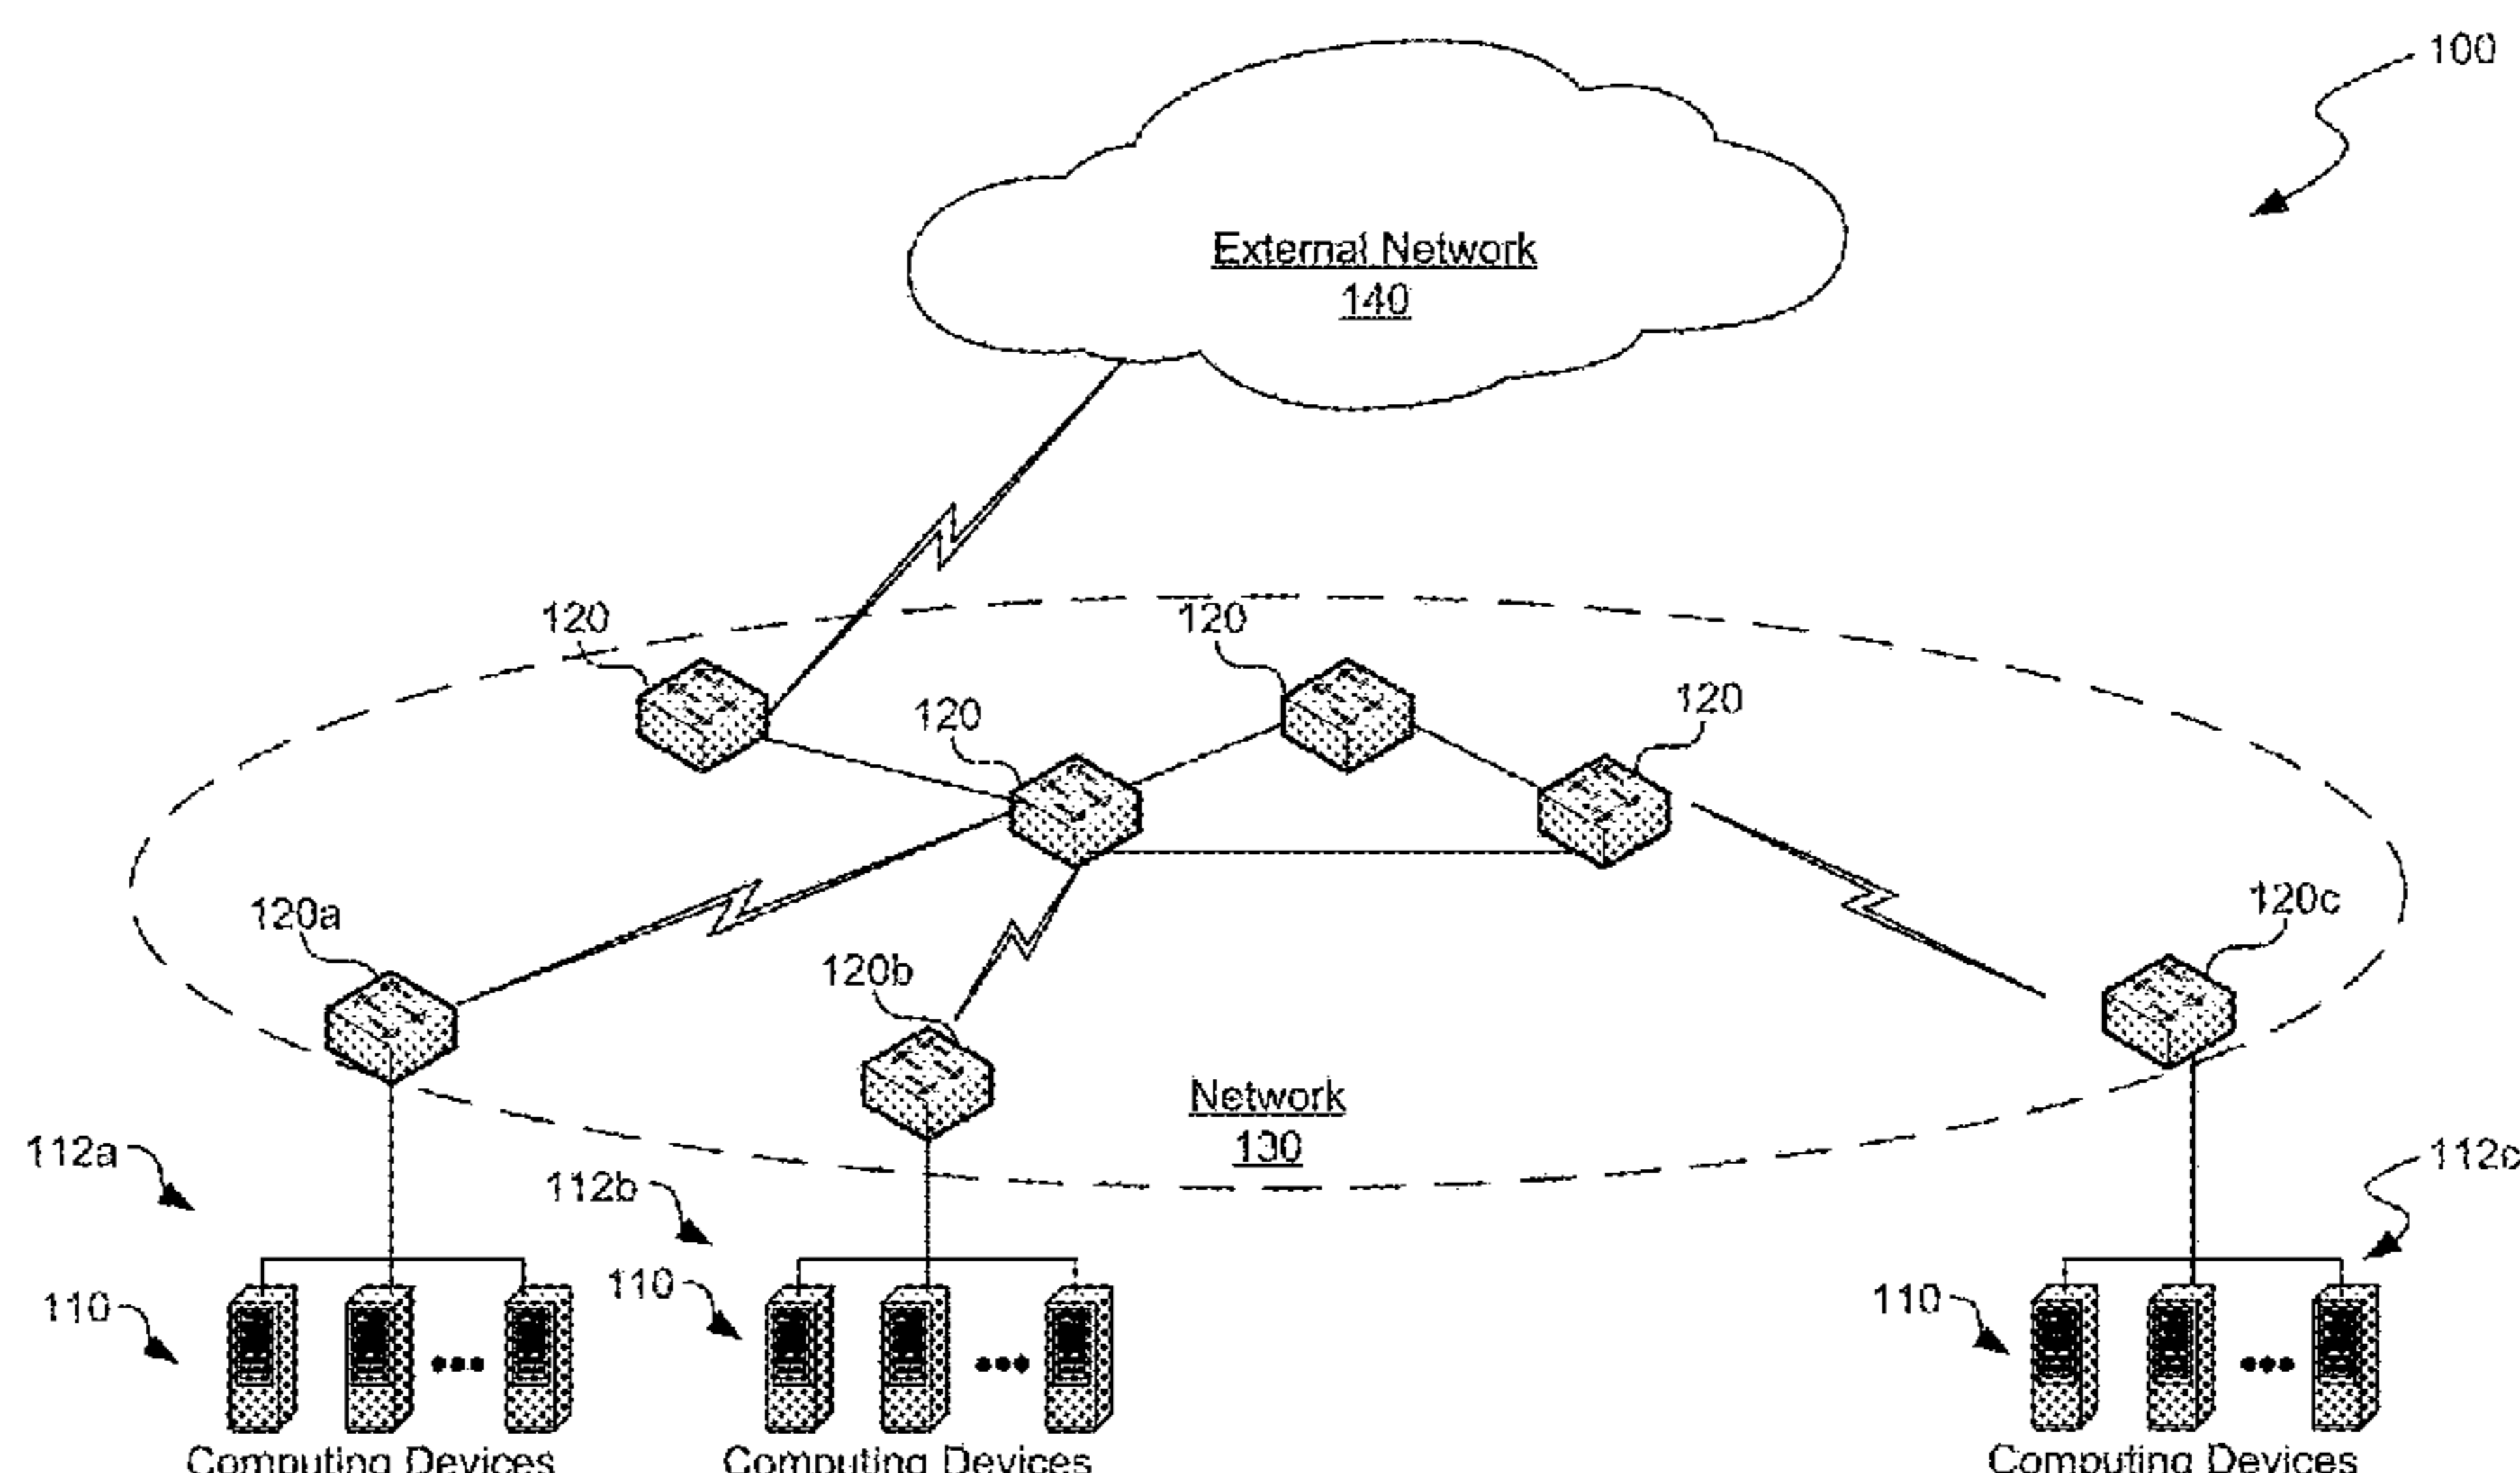 100
External Network
140
120
120
120
120
120a
120c
120b
Network
130
112a
112b
112c
110
110
110
Computing Devices
Computing Devices
Computing Devices